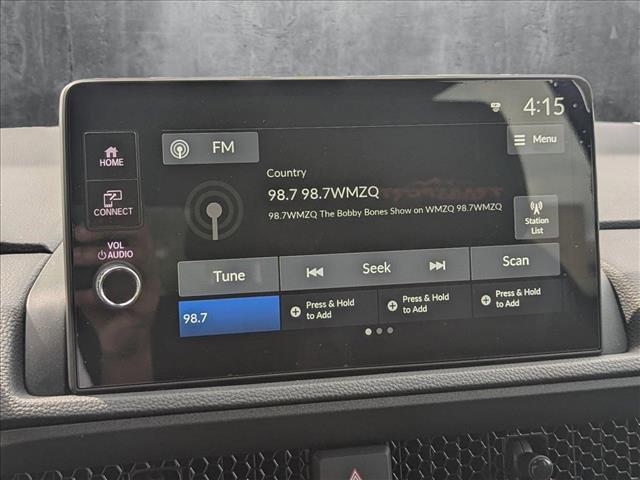 4:15
HOME
FM
Menu
Country
98.7 98.7WMZQ
98.7WMZQ The Bobby Bones Show on WMZQ 98.7WMZQ
CONNECT
Station
List
VOL
AUDIO
Tune
Seek
Scan
98.7
Press & Hold
to Add
Press & Hold
to Add
Press & Hold
to Add